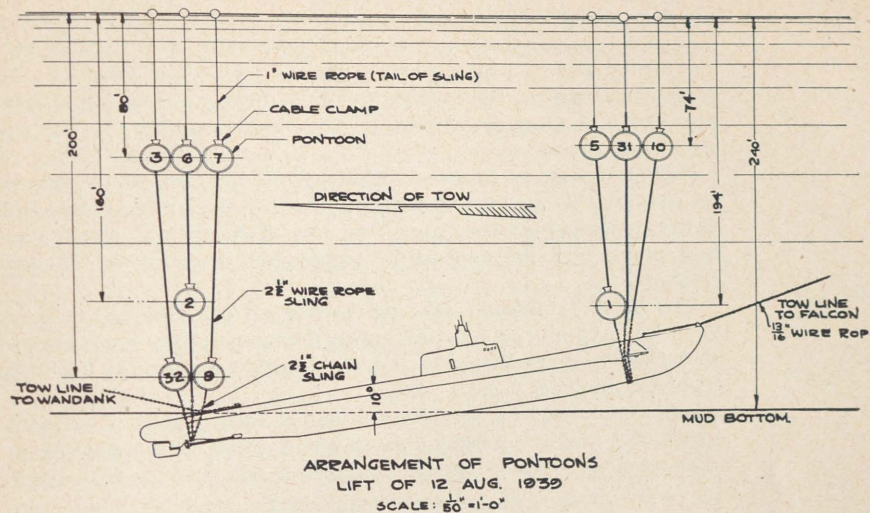 1" WIRE ROPE (TAIL OF SLING)
CABLE CLAMP
PONTOON
80'
200'
160'
74'
240'
194'
3 6 7
5 31 10
DIRECTION OF TOW
2
2½" WIRE ROPE
SLING
1
TOW LINE
TO FALCON
13/16" WIRE ROP
2½" CHAIN
SLING
32 9
TOW LINE
TO WANDANK
10°
MUD BOTTOM.
ARRANGEMENT OF PONTOONS
LIFT OF 12 AUG. 1939
SCALE: 1/50" = 1'-0"